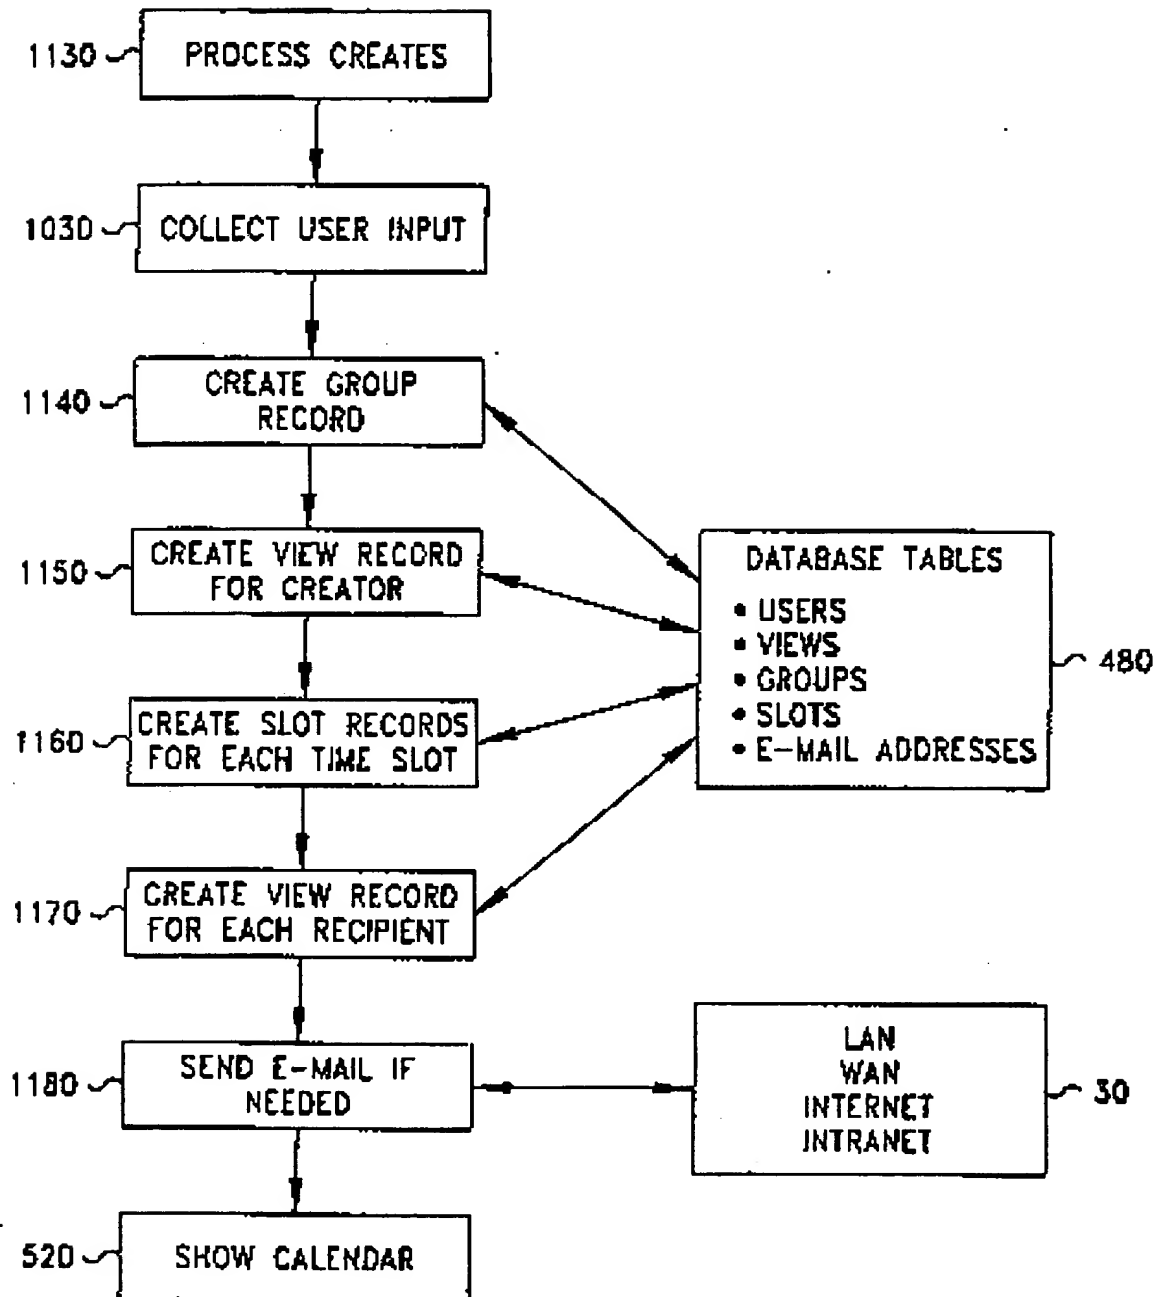 1130
PROCESS CREATES
1030
COLLECT USER INPUT
1140
CREATE GROUP
RECORD
1150
CREATE VIEW RECORD
FOR CREATOR
1160
CREATE SLOT RECORDS
FOR EACH TIME SLOT
1170
CREATE VIEW RECORD
FOR EACH RECIPIENT
1180
SEND E-MAIL IF
NEEDED
520
SHOW CALENDAR
DATABASE TABLES
• USERS
• VIEWS
• GROUPS
• SLOTS
• E-MAIL ADDRESSES
480
LAN
WAN
INTERNET
INTRANET
30